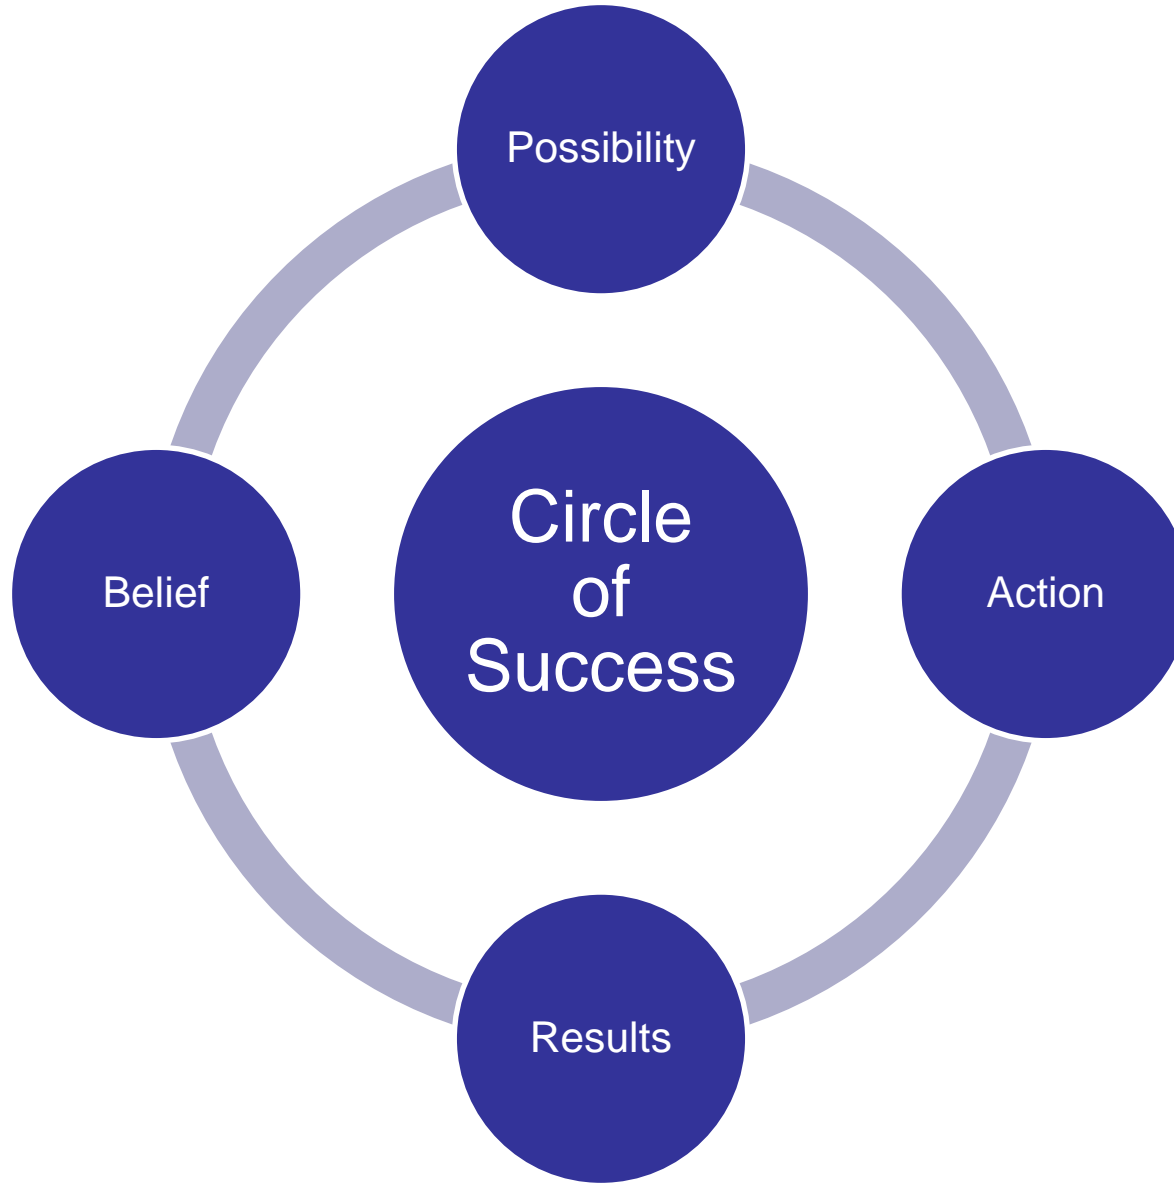 Possibility
Circle
of
Success
Belief
Action
Results